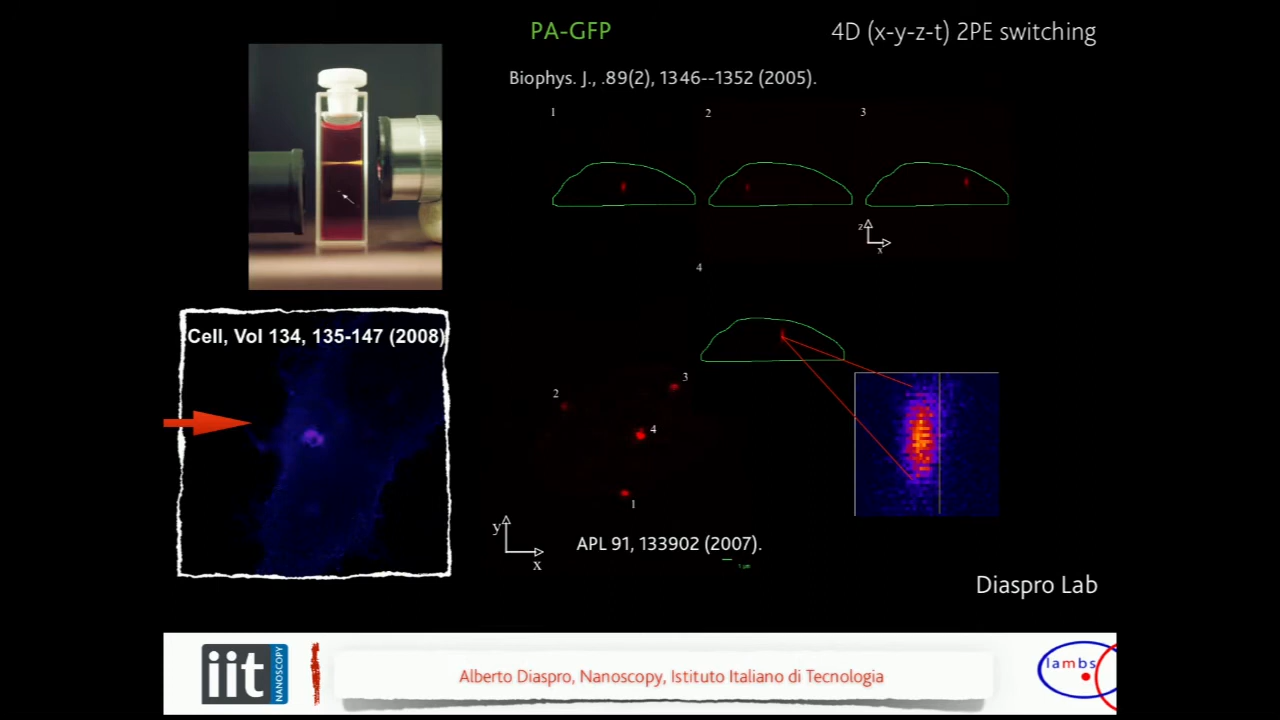 PA-GFP
4D (x-y-z-t) 2PE switching
Biophys. J., .89(2), 1346--1352 (2005).
1
2
3
z
x
4
Cell, Vol 134, 135-147 (2008)
3
2
4
1
y
x
APL 91, 133902 (2007).
Diaspro Lab
iit
NANOSCOPY
Alberto Diaspro, Nanoscopy, Istituto Italiano di Tecnologia
lambs